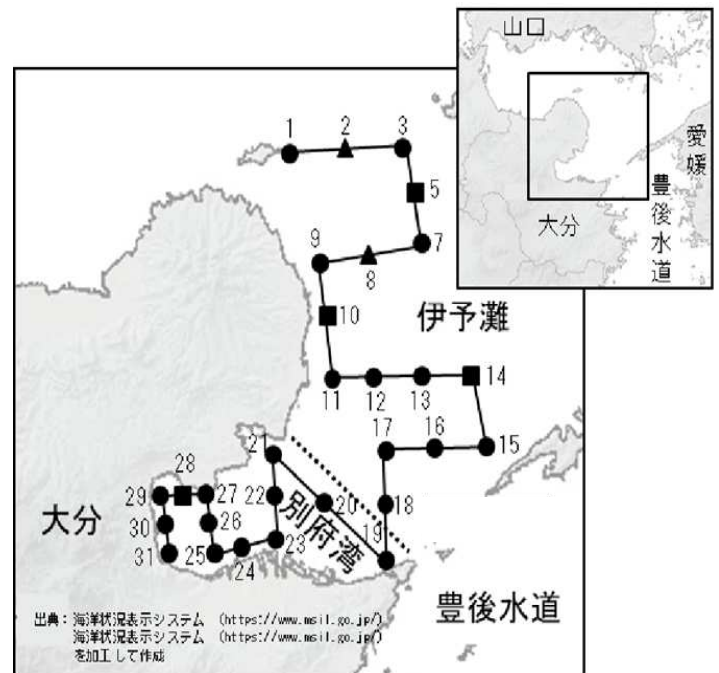 山口
愛媛
豊後水道
大分
1
2
3
5
7
9
8
10
伊予灘
11
12
13
14
15
16
17
18
19
20
21
22
23
24
25
26
27
28
29
30
31
大分
別府湾
豊後水道
出典：海洋状況表示システム （https://www.msil.go.jp/）
海洋状況表示システム （https://www.msil.go.jp/）
を加工して作成